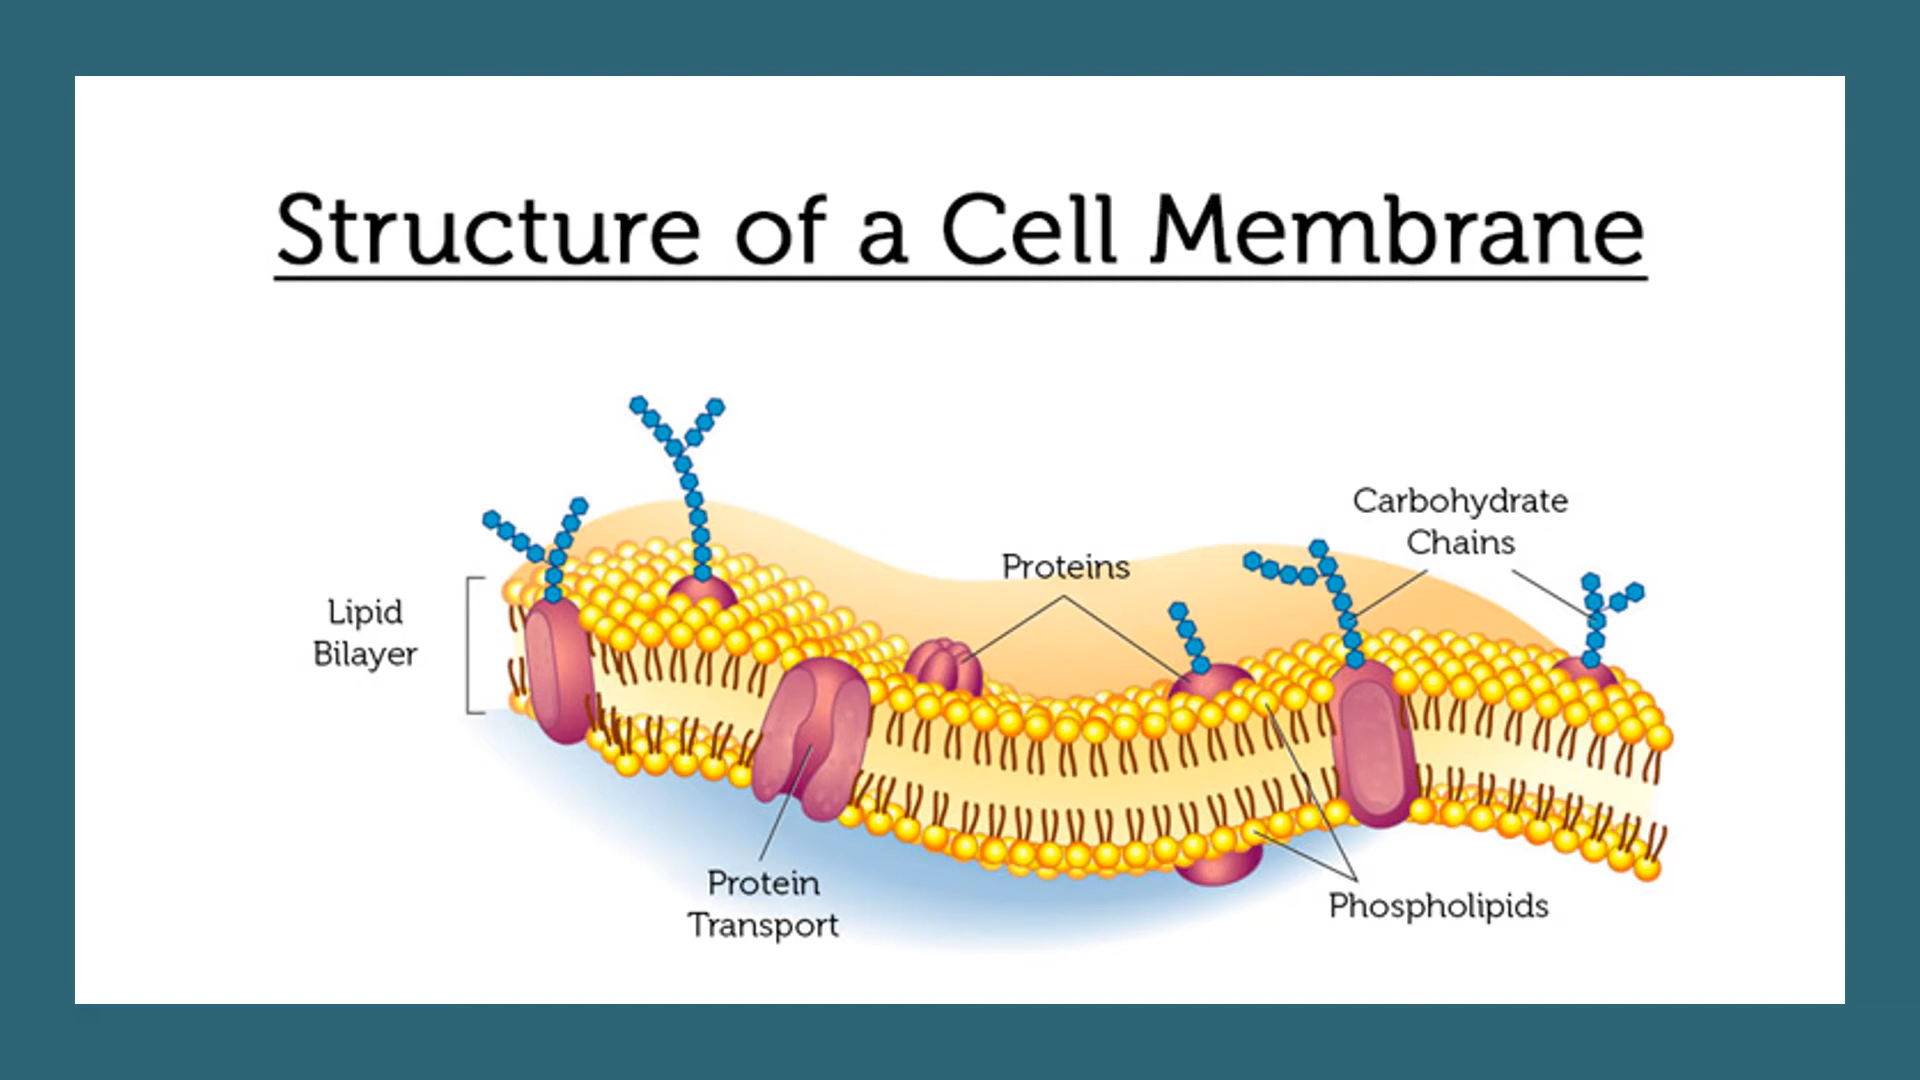 Structure of a Cell Membrane
Carbohydrate
Chains
Proteins
Lipid
Bilayer
Protein
Transport
Phospholipids